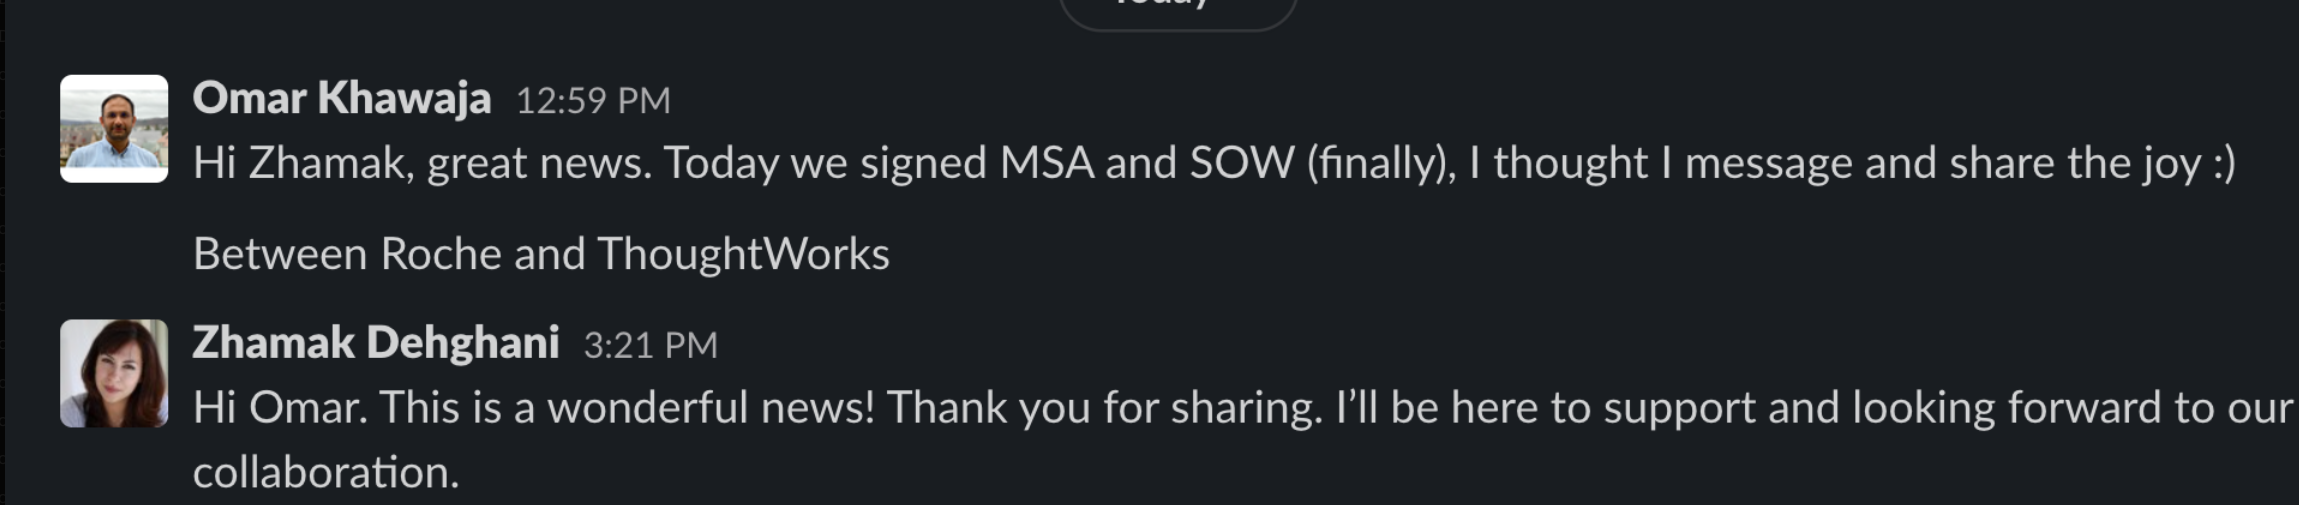 Today
Omar Khawaja 12:59 PM
Hi Zhamak, great news. Today we signed MSA and SOW (finally), I thought I message and share the joy :)
Between Roche and ThoughtWorks
Zhamak Dehghani 3:21 PM
Hi Omar. This is a wonderful news! Thank you for sharing. I’ll be here to support and looking forward to our
collaboration.